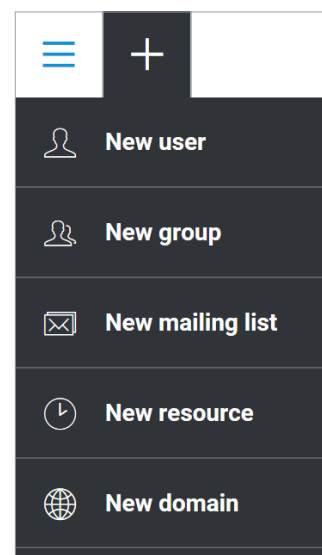 New user
New group
New mailing list
New resource
New domain